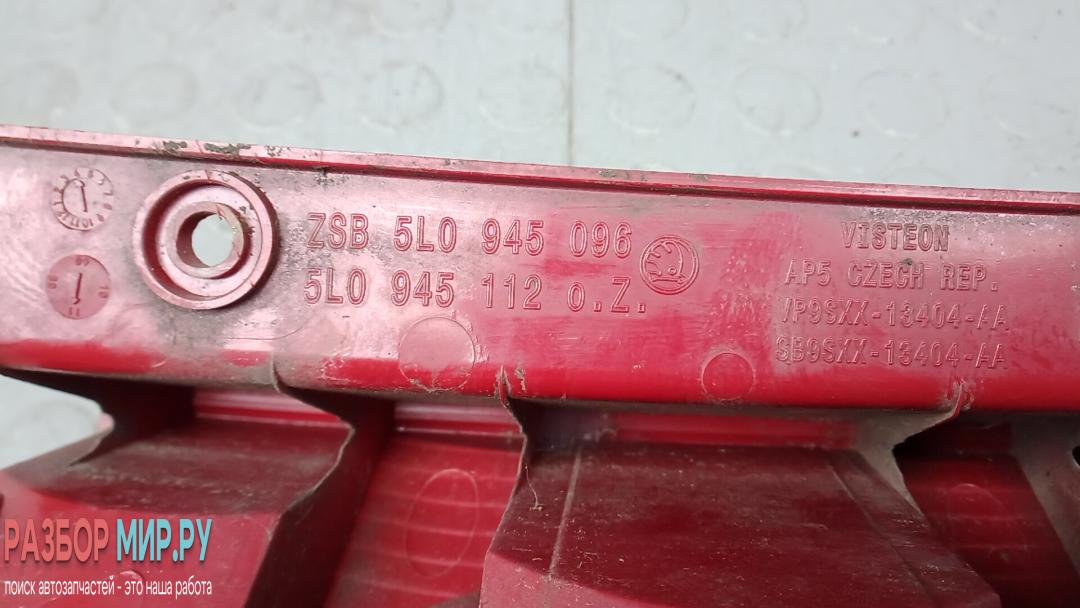 ZSB 5L0 945 096
5L0 945 112 o.Z.
VISTEON
AP5 CZECH REP.
VP9SXX-13404-AA
SB9SXX-13404-AA
РАЗБОР МИР.РУ
поиск автозапчастей - это наша работа